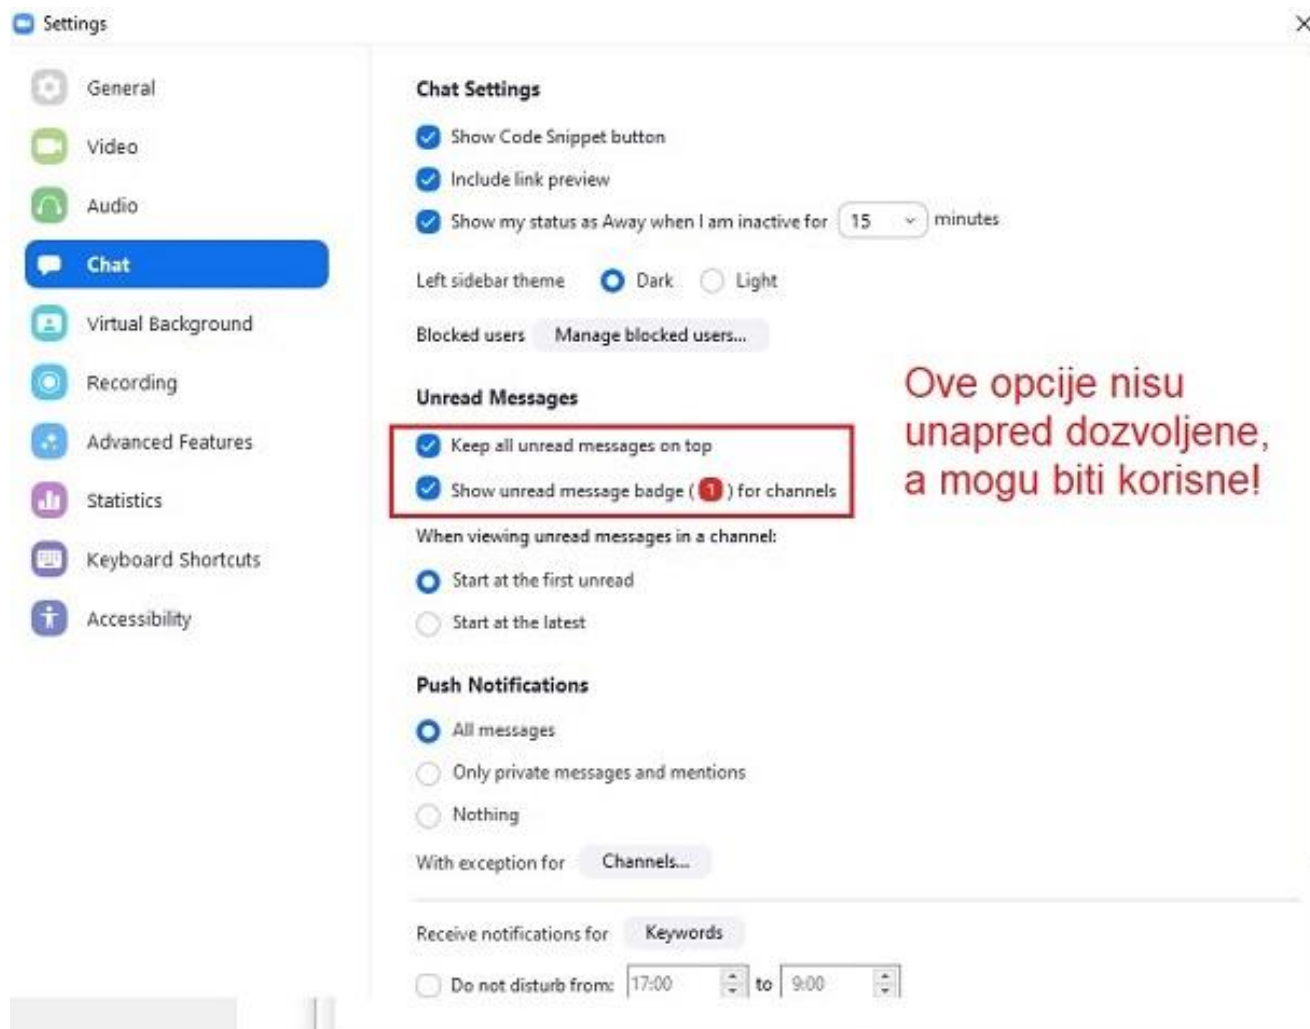 Settings
General
Video
Audio
Chat
Virtual Background
Recording
Advanced Features
Statistics
Keyboard Shortcuts
Accessibility
Chat Settings
Show Code Snippet button
Include link preview
Show my status as Away when I am inactive for 15 minutes
Left sidebar theme Dark Light
Blocked users Manage blocked users...
Unread Messages
Keep all unread messages on top
Show unread message badge ( 1 ) for channels
When viewing unread messages in a channel:
Start at the first unread
Start at the latest
Push Notifications
All messages
Only private messages and mentions
Nothing
With exception for Channels...
Receive notifications for Keywords
Do not disturb from: 17:00 to 9:00
Ove opcije nisu
unapred dozvoljene,
a mogu biti korisne!